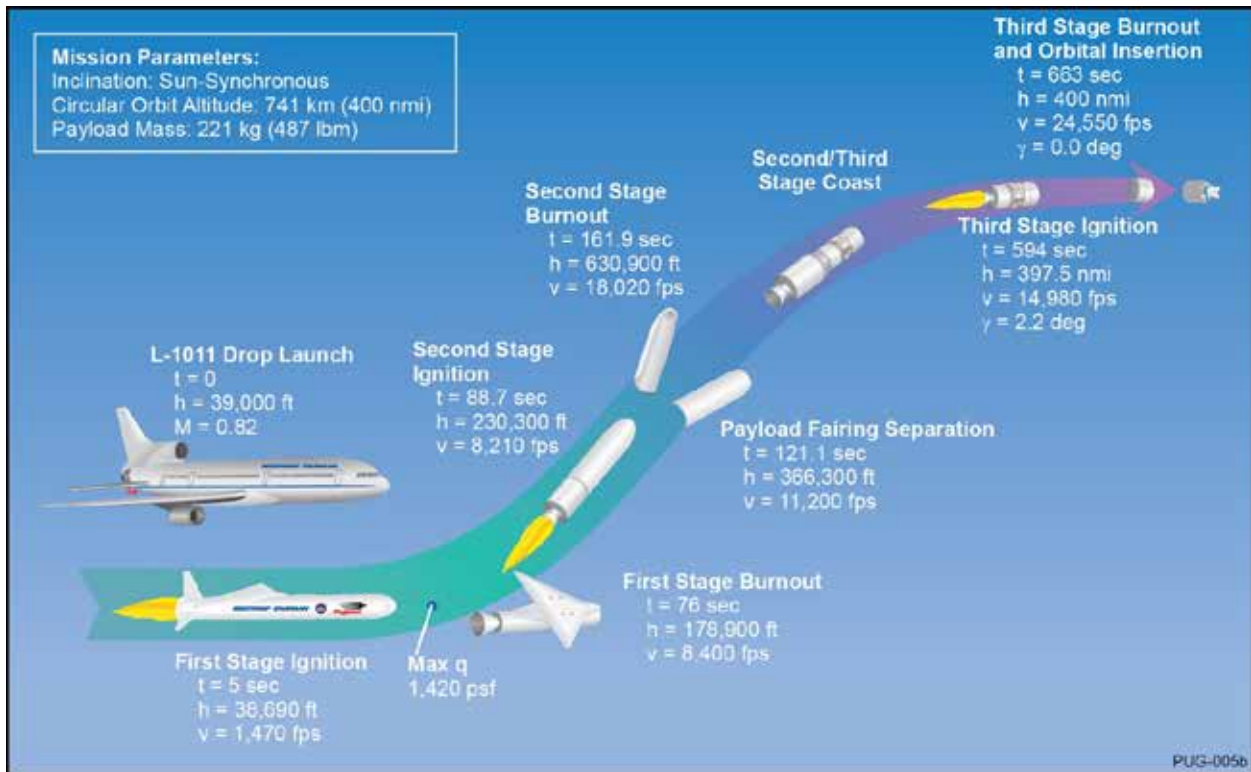 Mission Parameters:
Inclination: Sun-Synchronous
Circular Orbit Altitude: 741 km (400 nmi)
Payload Mass: 221 kg (487 lbm)
Third Stage Burnout
and Orbital Insertion
t = 663 sec
h = 400 nmi
v = 24,550 fps
γ = 0.0 deg
Second/Third
Stage Coast
Second Stage
Burnout
t = 161.9 sec
h = 630,900 ft
v = 18,020 fps
Third Stage Ignition
t = 594 sec
h = 397.5 nmi
v = 14,980 fps
γ = 2.2 deg
L-1011 Drop Launch
t = 0
h = 39,000 ft
M = 0.82
Second Stage
Ignition
t = 88.7 sec
h = 230,300 ft
v = 8,210 fps
Payload Fairing Separation
t = 121.1 sec
h = 366,300 ft
v = 11,200 fps
First Stage Burnout
t = 76 sec
h = 178,900 ft
v = 8,400 fps
First Stage Ignition
t = 5 sec
h = 38,690 ft
v = 1,470 fps
Max q
1,420 psf
PUG-005b